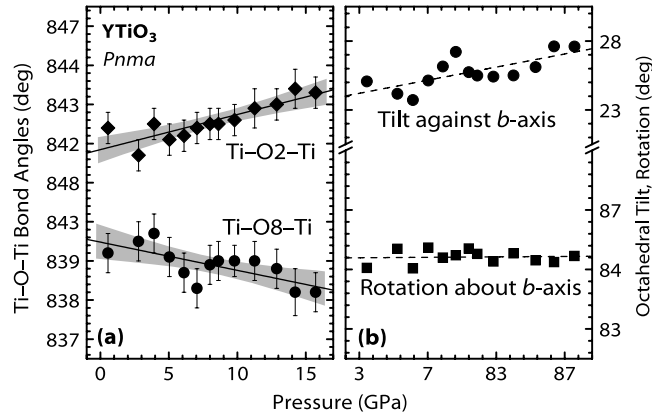 YTiO₃
Pnma
Ti–O–Ti Bond Angles (deg)
847
844
843
842
848
843
839
838
837
Ti–O2–Ti
Ti–O8–Ti
(a)
0
5
10
15
28
23
Tilt against b-axis
87
84
83
Rotation about b-axis
(b)
3
7
83
87
Octahedral Tilt, Rotation (deg)
Pressure (GPa)